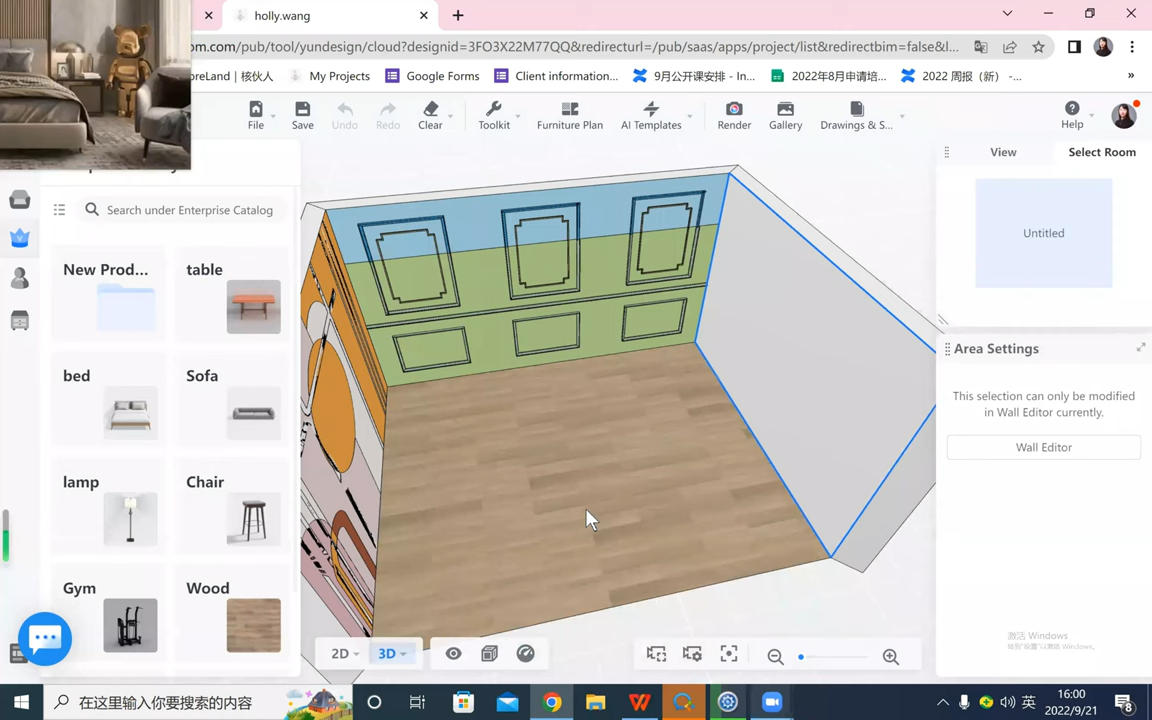 holly.wang
om.com/pub/tool/yundesign/cloud?designid=3FO3X22M77QQ&redirecturl=/pub/saas/apps/project/list&redirectbim=false&l...
oreLand | 核伙人
My Projects
Google Forms
Client information...
9月公开课安排 - In...
2022年8月申请培...
2022 周报（新） -...
»
File
Save
Undo
Redo
Clear
Toolkit
Furniture Plan
AI Templates
Render
Gallery
Drawings & S...
Help
View
Select Room
Search under Enterprise Catalog
Untitled
New Prod...
table
Area Settings
bed
Sofa
This selection can only be modified
in Wall Editor currently.
Wall Editor
lamp
Chair
Gym
Wood
激活 Windows
2D
3D
在这里输入你要搜索的内容
英
16:00
2022/9/21
8